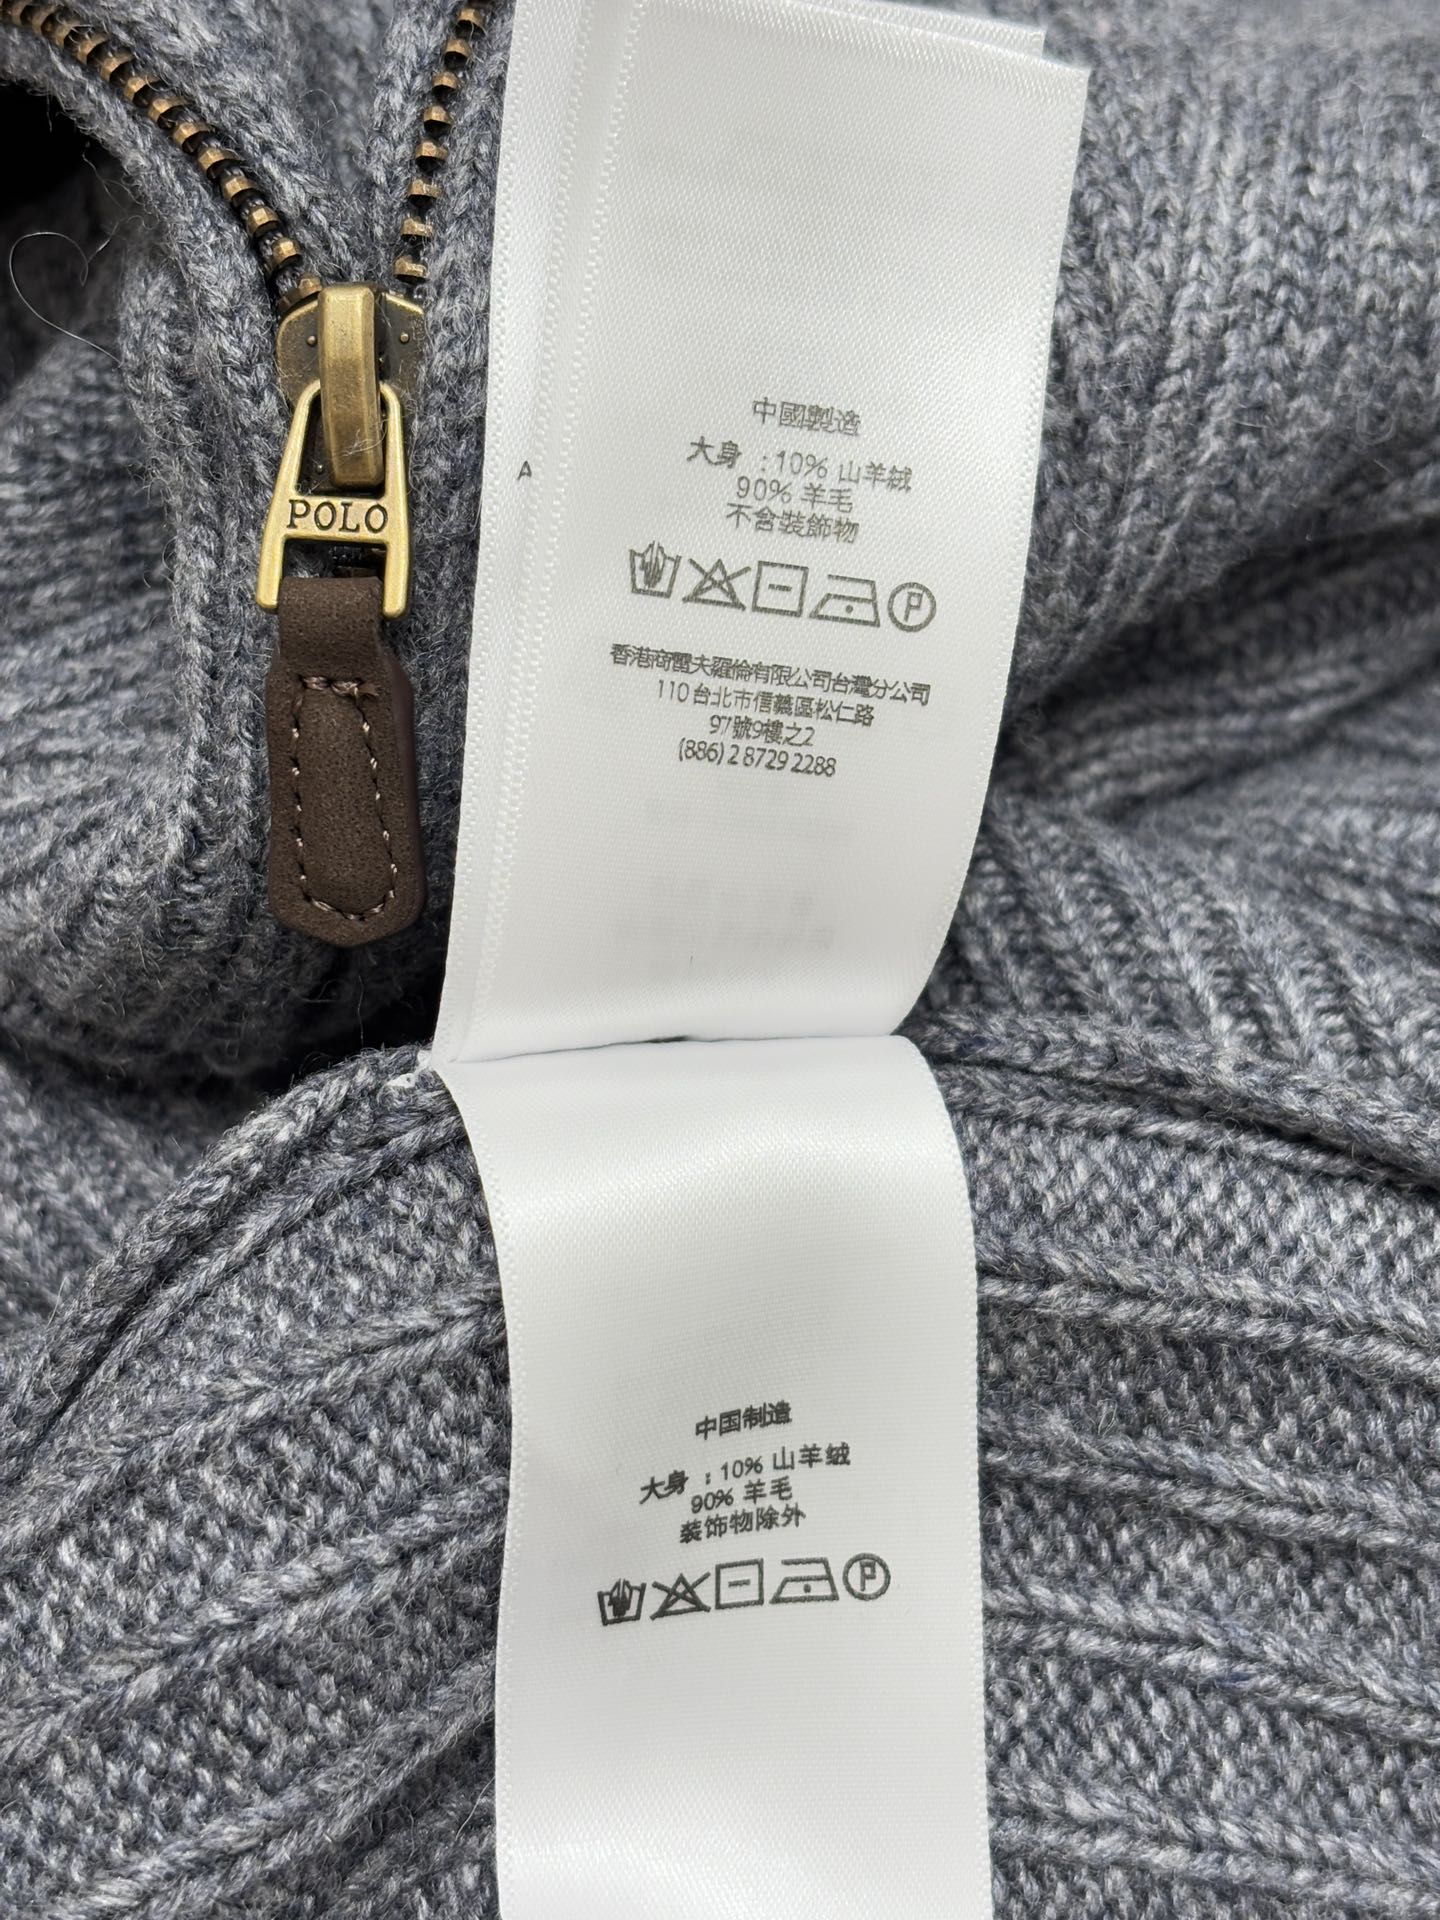 POLO
A
中國製造
大身 : 10% 山羊絨
90% 羊毛
不含裝飾物
P
香港商雷夫羅倫有限公司台灣分公司
110台北市信義區松仁路
97號9樓之2
(886) 2 8729 2288
中国制造
大身 : 10% 山羊绒
90% 羊毛
装饰物除外
P